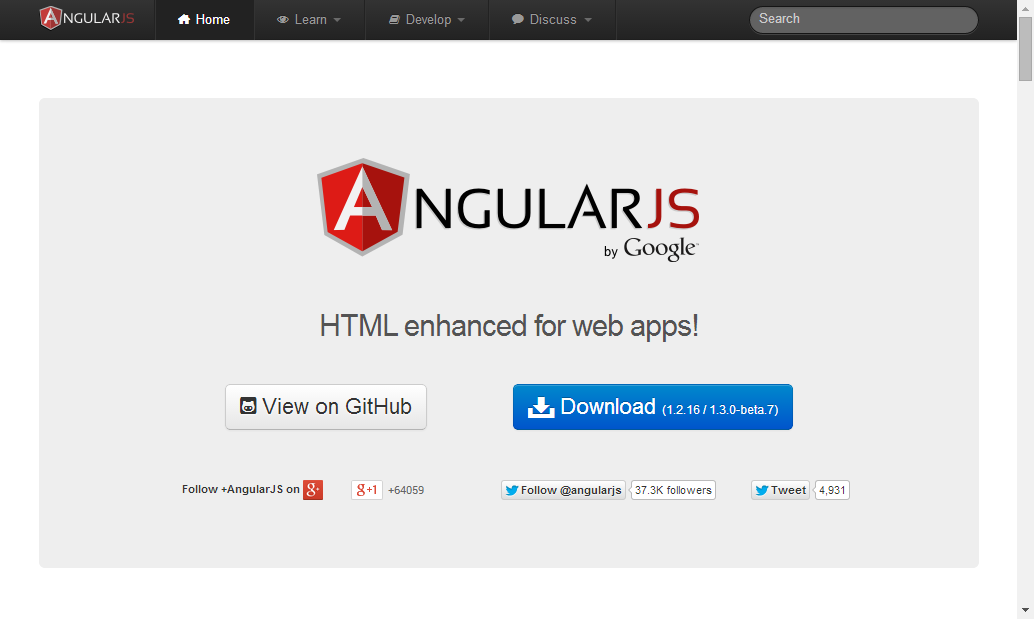 ANGULARJS Home Learn Develop Discuss Search
ANGULARJS
by Google™
HTML enhanced for web apps!
View on GitHub Download (1.2.16 / 1.3.0-beta.7)
Follow +AngularJS on g+ g+1 +64059 Follow @angularjs 37.3K followers Tweet 4,931